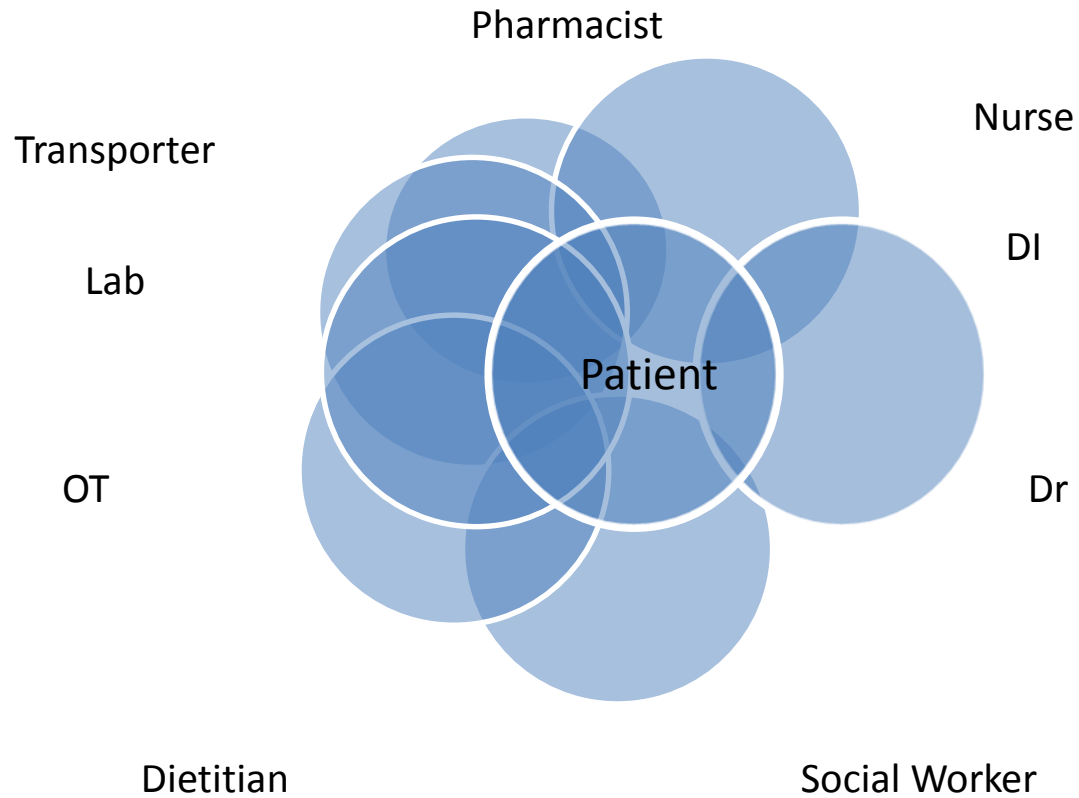 Pharmacist
Nurse
Transporter
DI
Lab
Patient
OT
Dr
Dietitian
Social Worker